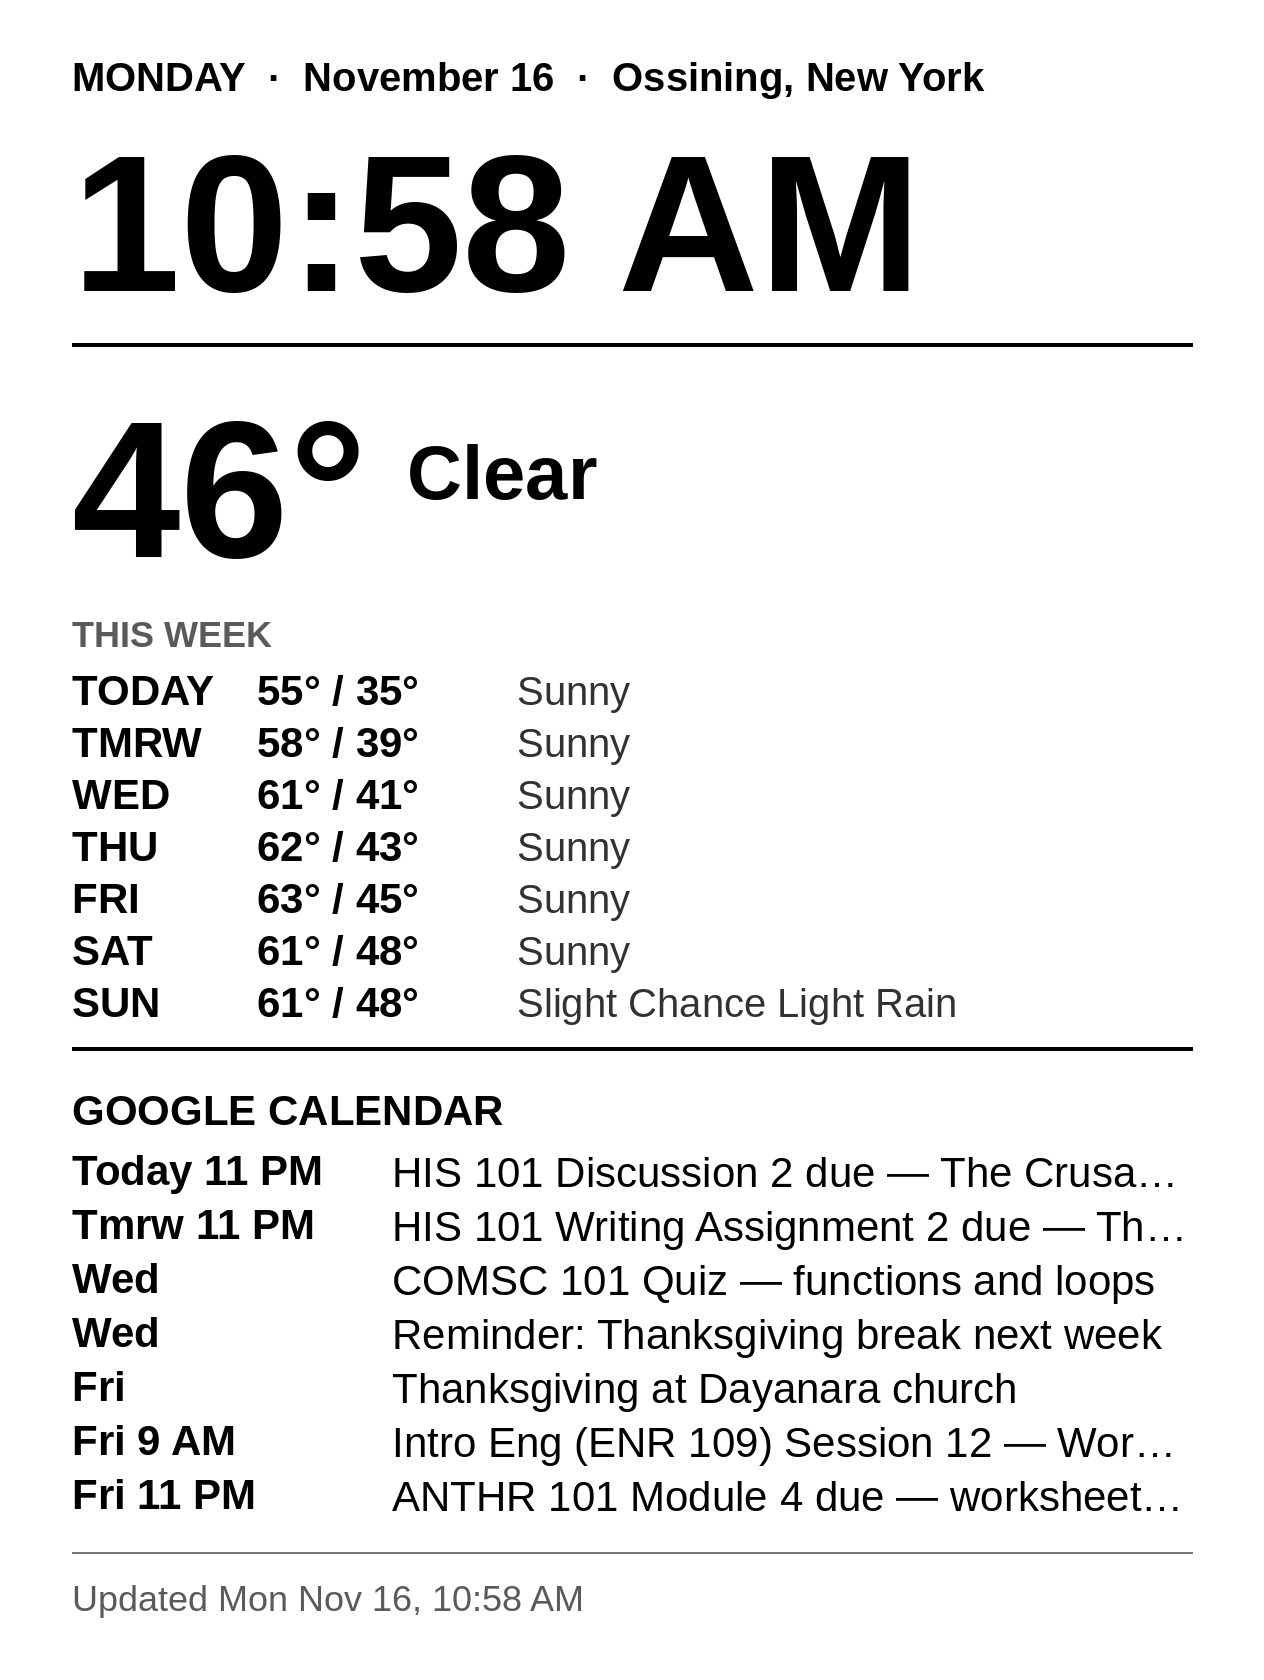 MONDAY · November 16 · Ossining, New York
10:58 AM
46° Clear
THIS WEEK
TODAY 55° / 35° Sunny
TMRW 58° / 39° Sunny
WED 61° / 41° Sunny
THU 62° / 43° Sunny
FRI 63° / 45° Sunny
SAT 61° / 48° Sunny
SUN 61° / 48° Slight Chance Light Rain
GOOGLE CALENDAR
Today 11 PM HIS 101 Discussion 2 due — The Crusa…
Tmrw 11 PM HIS 101 Writing Assignment 2 due — Th…
Wed COMSC 101 Quiz — functions and loops
Wed Reminder: Thanksgiving break next week
Fri Thanksgiving at Dayanara church
Fri 9 AM Intro Eng (ENR 109) Session 12 — Wor…
Fri 11 PM ANTHR 101 Module 4 due — worksheet…
Updated Mon Nov 16, 10:58 AM